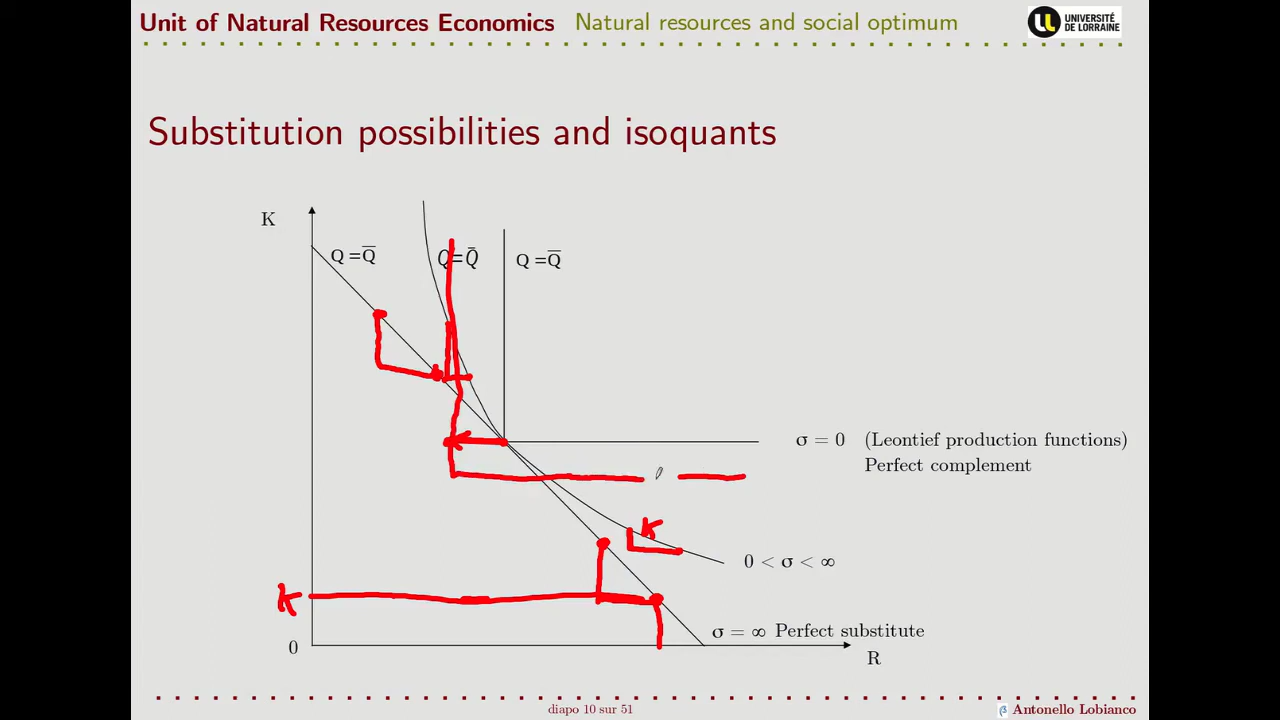 Unit of Natural Resources Economics Natural resources and social optimum
UNIVERSITÉ
DE LORRAINE
Substitution possibilities and isoquants
K
Q = Q̅ Q = Q̄ Q = Q̅
σ = 0 (Leontief production functions)
Perfect complement
K
0 < σ < ∞
K
σ = ∞ Perfect substitute
0
R
diapo 10 sur 51
Antonello Lobianco